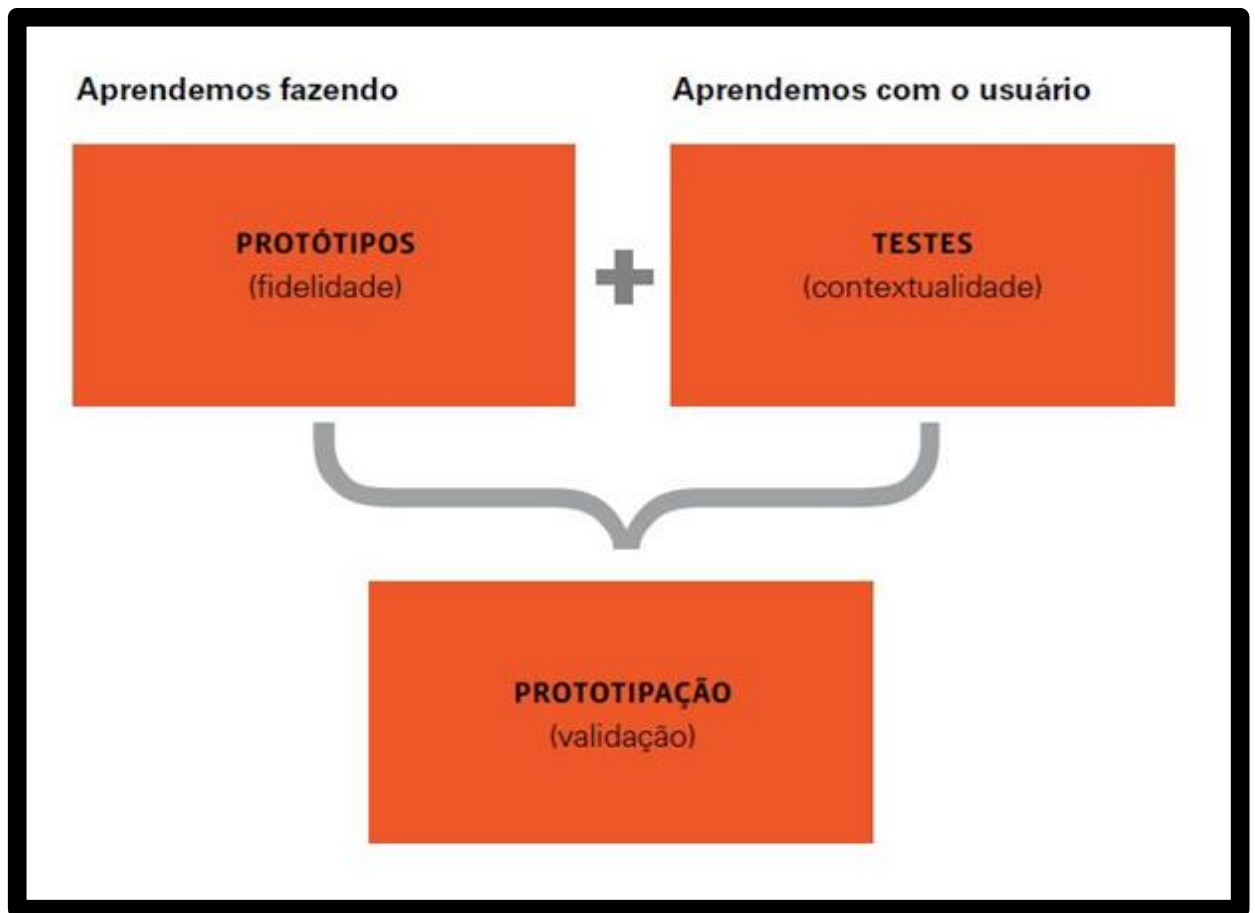 Aprendemos fazendo
Aprendemos com o usuário
PROTÓTIPOS
(fidelidade)
TESTES
(contextualidade)
PROTOTIPAÇÃO
(validação)